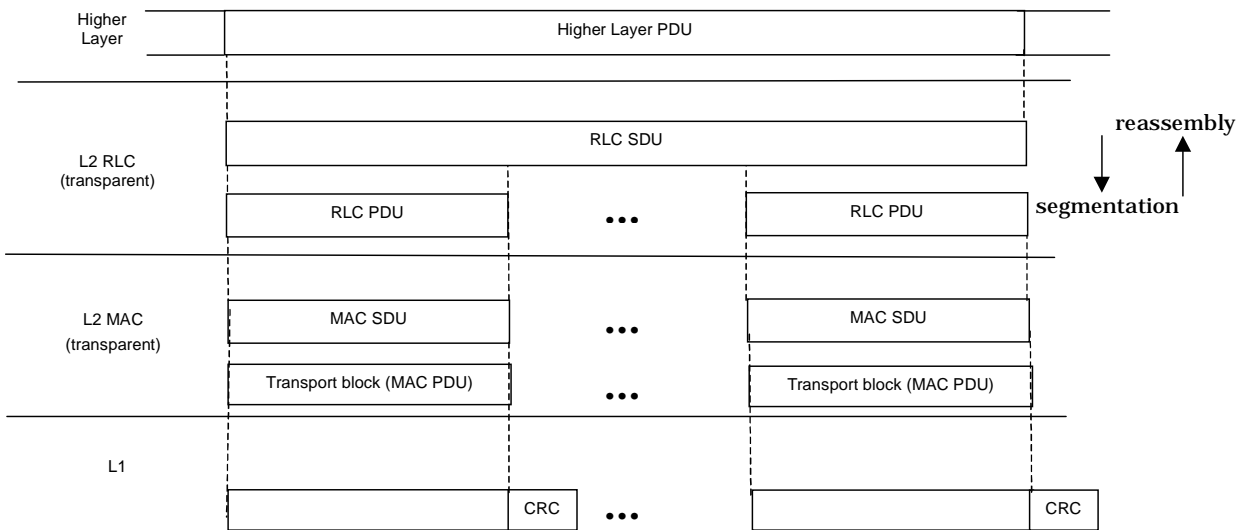 Higher
Layer
Higher Layer PDU
reassembly
RLC SDU
L2 RLC
(transparent)
RLC PDU
•••
RLC PDU
segmentation
L2 MAC
(transparent)
MAC SDU
•••
MAC SDU
Transport block (MAC PDU)
•••
Transport block (MAC PDU)
L1
CRC
•••
CRC